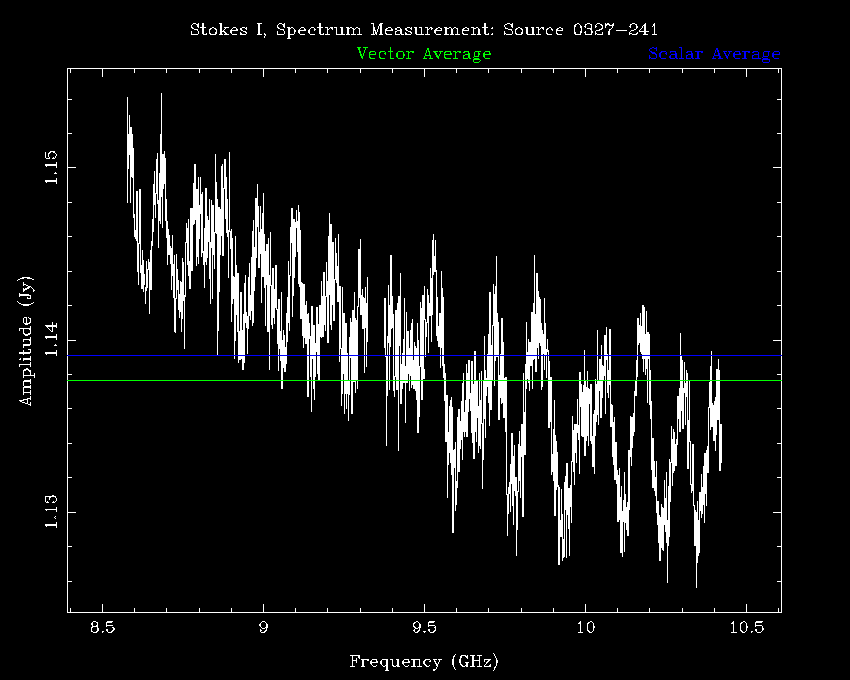 Stokes I, Spectrum Measurement: Source 0327−241
Vector Average Scalar Average
1.15
1.14
1.13
Amplitude (Jy)
8.5 9 9.5 10 10.5
Frequency (GHz)